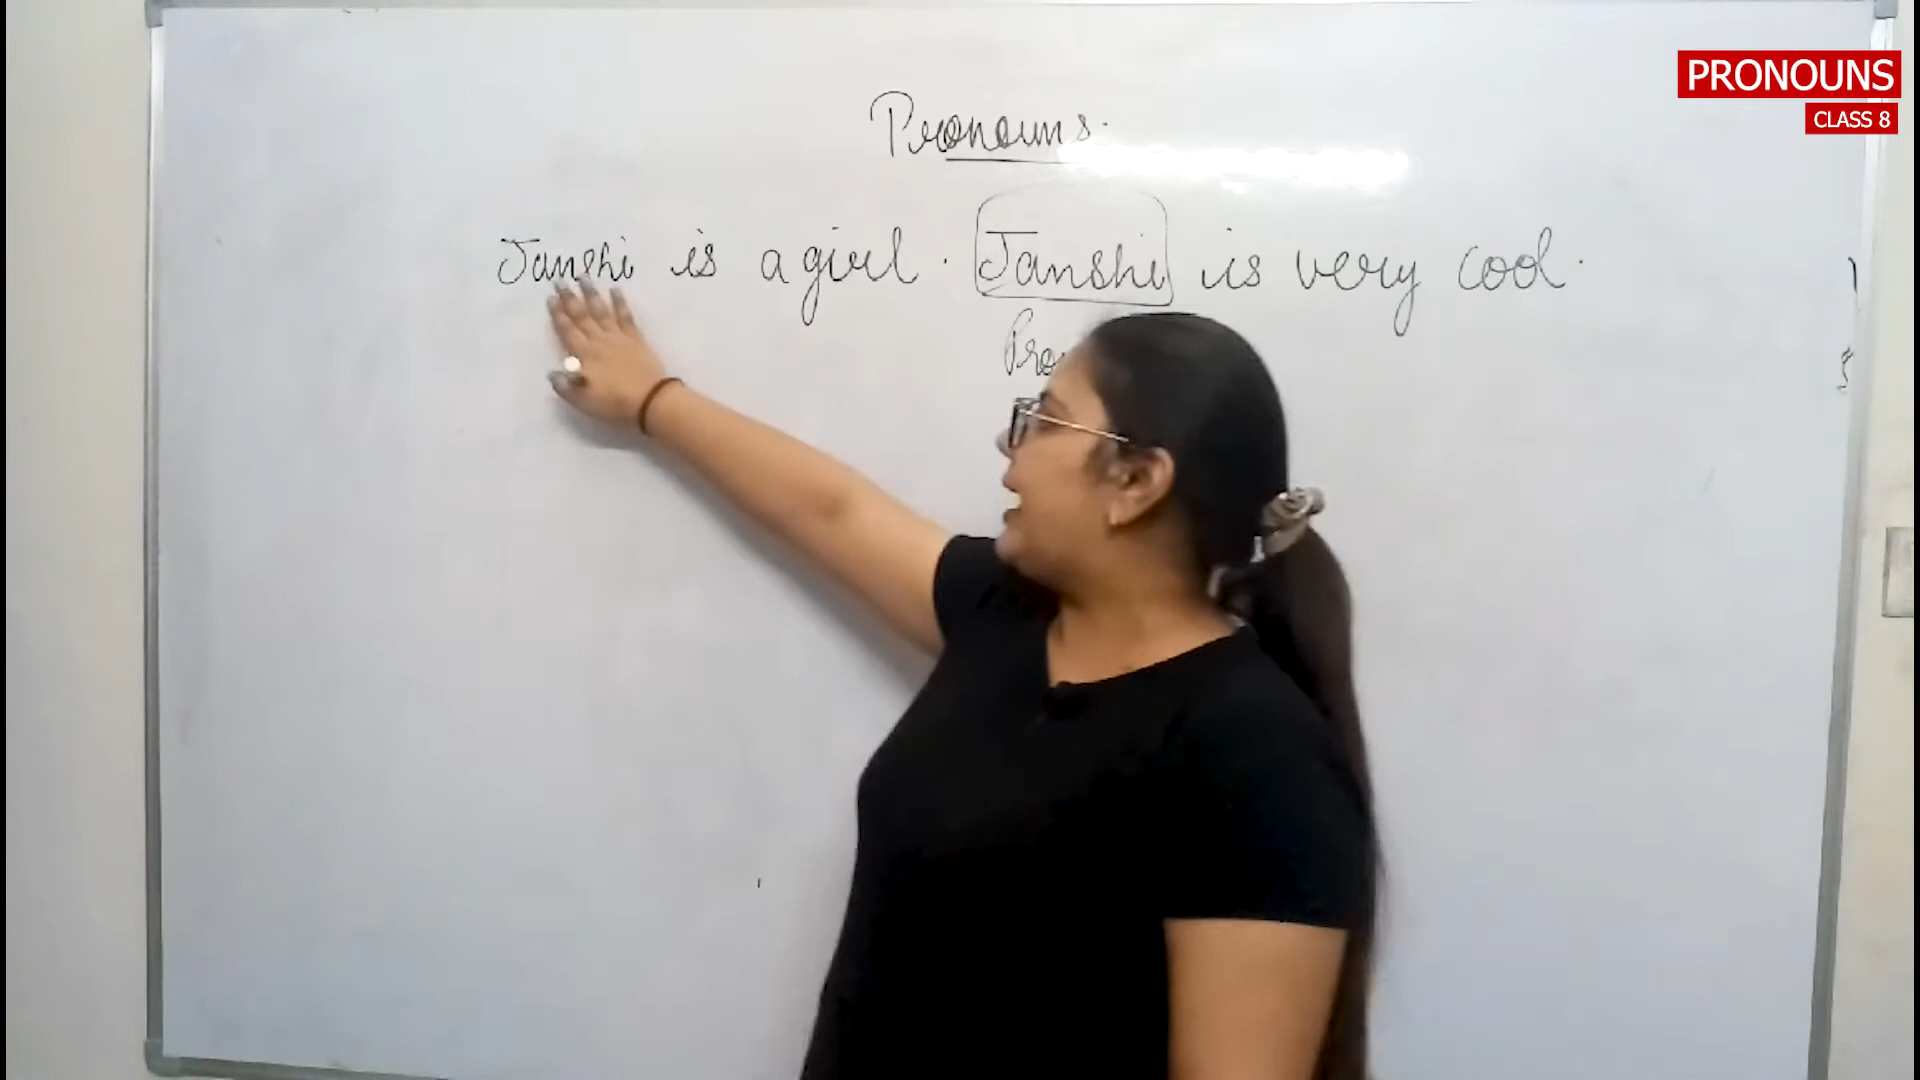 PRONOUNS
CLASS 8
Pronouns.
Janshi is a girl. Janshi is very cool.